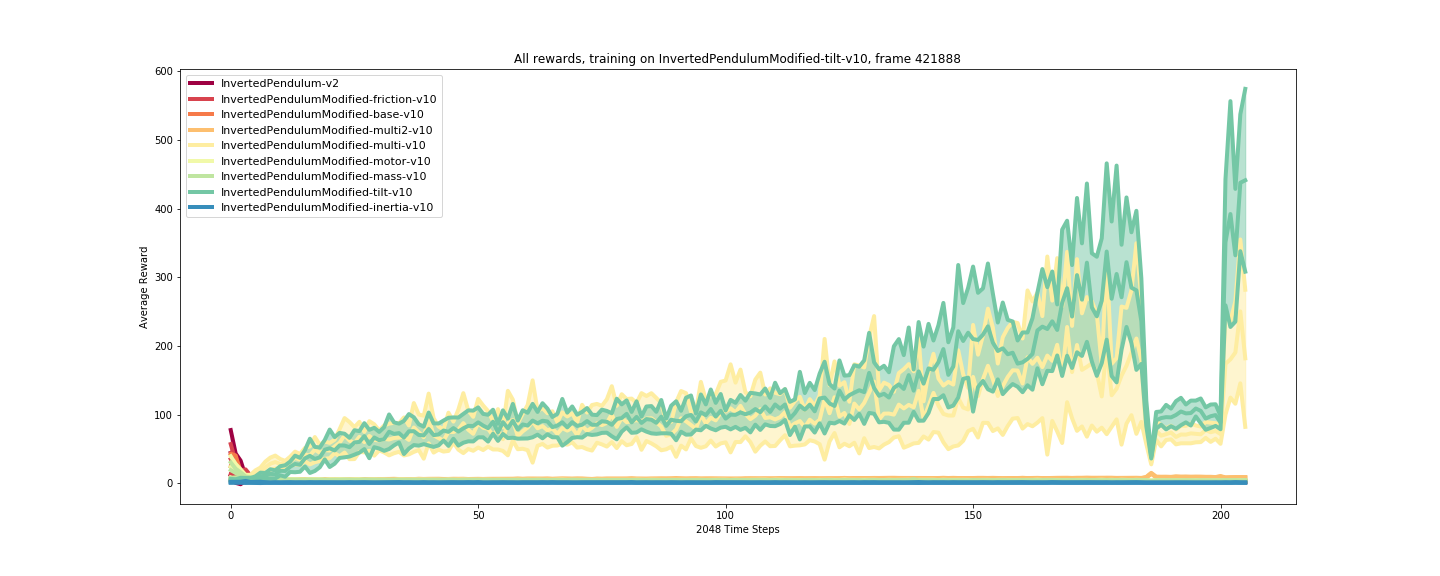 All rewards, training on InvertedPendulumModified-tilt-v10, frame 421888
600
500
400
300
200
100
0
Average Reward
InvertedPendulum-v2
InvertedPendulumModified-friction-v10
InvertedPendulumModified-base-v10
InvertedPendulumModified-multi2-v10
InvertedPendulumModified-multi-v10
InvertedPendulumModified-motor-v10
InvertedPendulumModified-mass-v10
InvertedPendulumModified-tilt-v10
InvertedPendulumModified-inertia-v10
0 50 100 150 200
2048 Time Steps